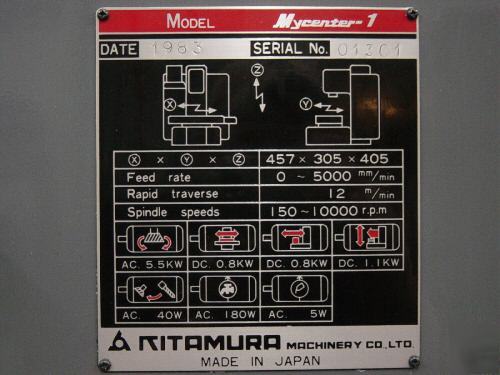 MODEL Mycenter-1
DATE 1983 SERIAL No. 01301
X Y Z
X × Y × Z 457 × 305 × 405
Feed rate 0 ~ 5000 mm/min
Rapid traverse 12 m/min
Spindle speeds 150~10000 r.p.m
AC. 5.5KW DC. 0.8KW DC. 0.8KW DC. 1.1KW
AC. 40W AC. 180W AC. 5W
KITAMURA MACHINERY CO., LTD.
MADE IN JAPAN